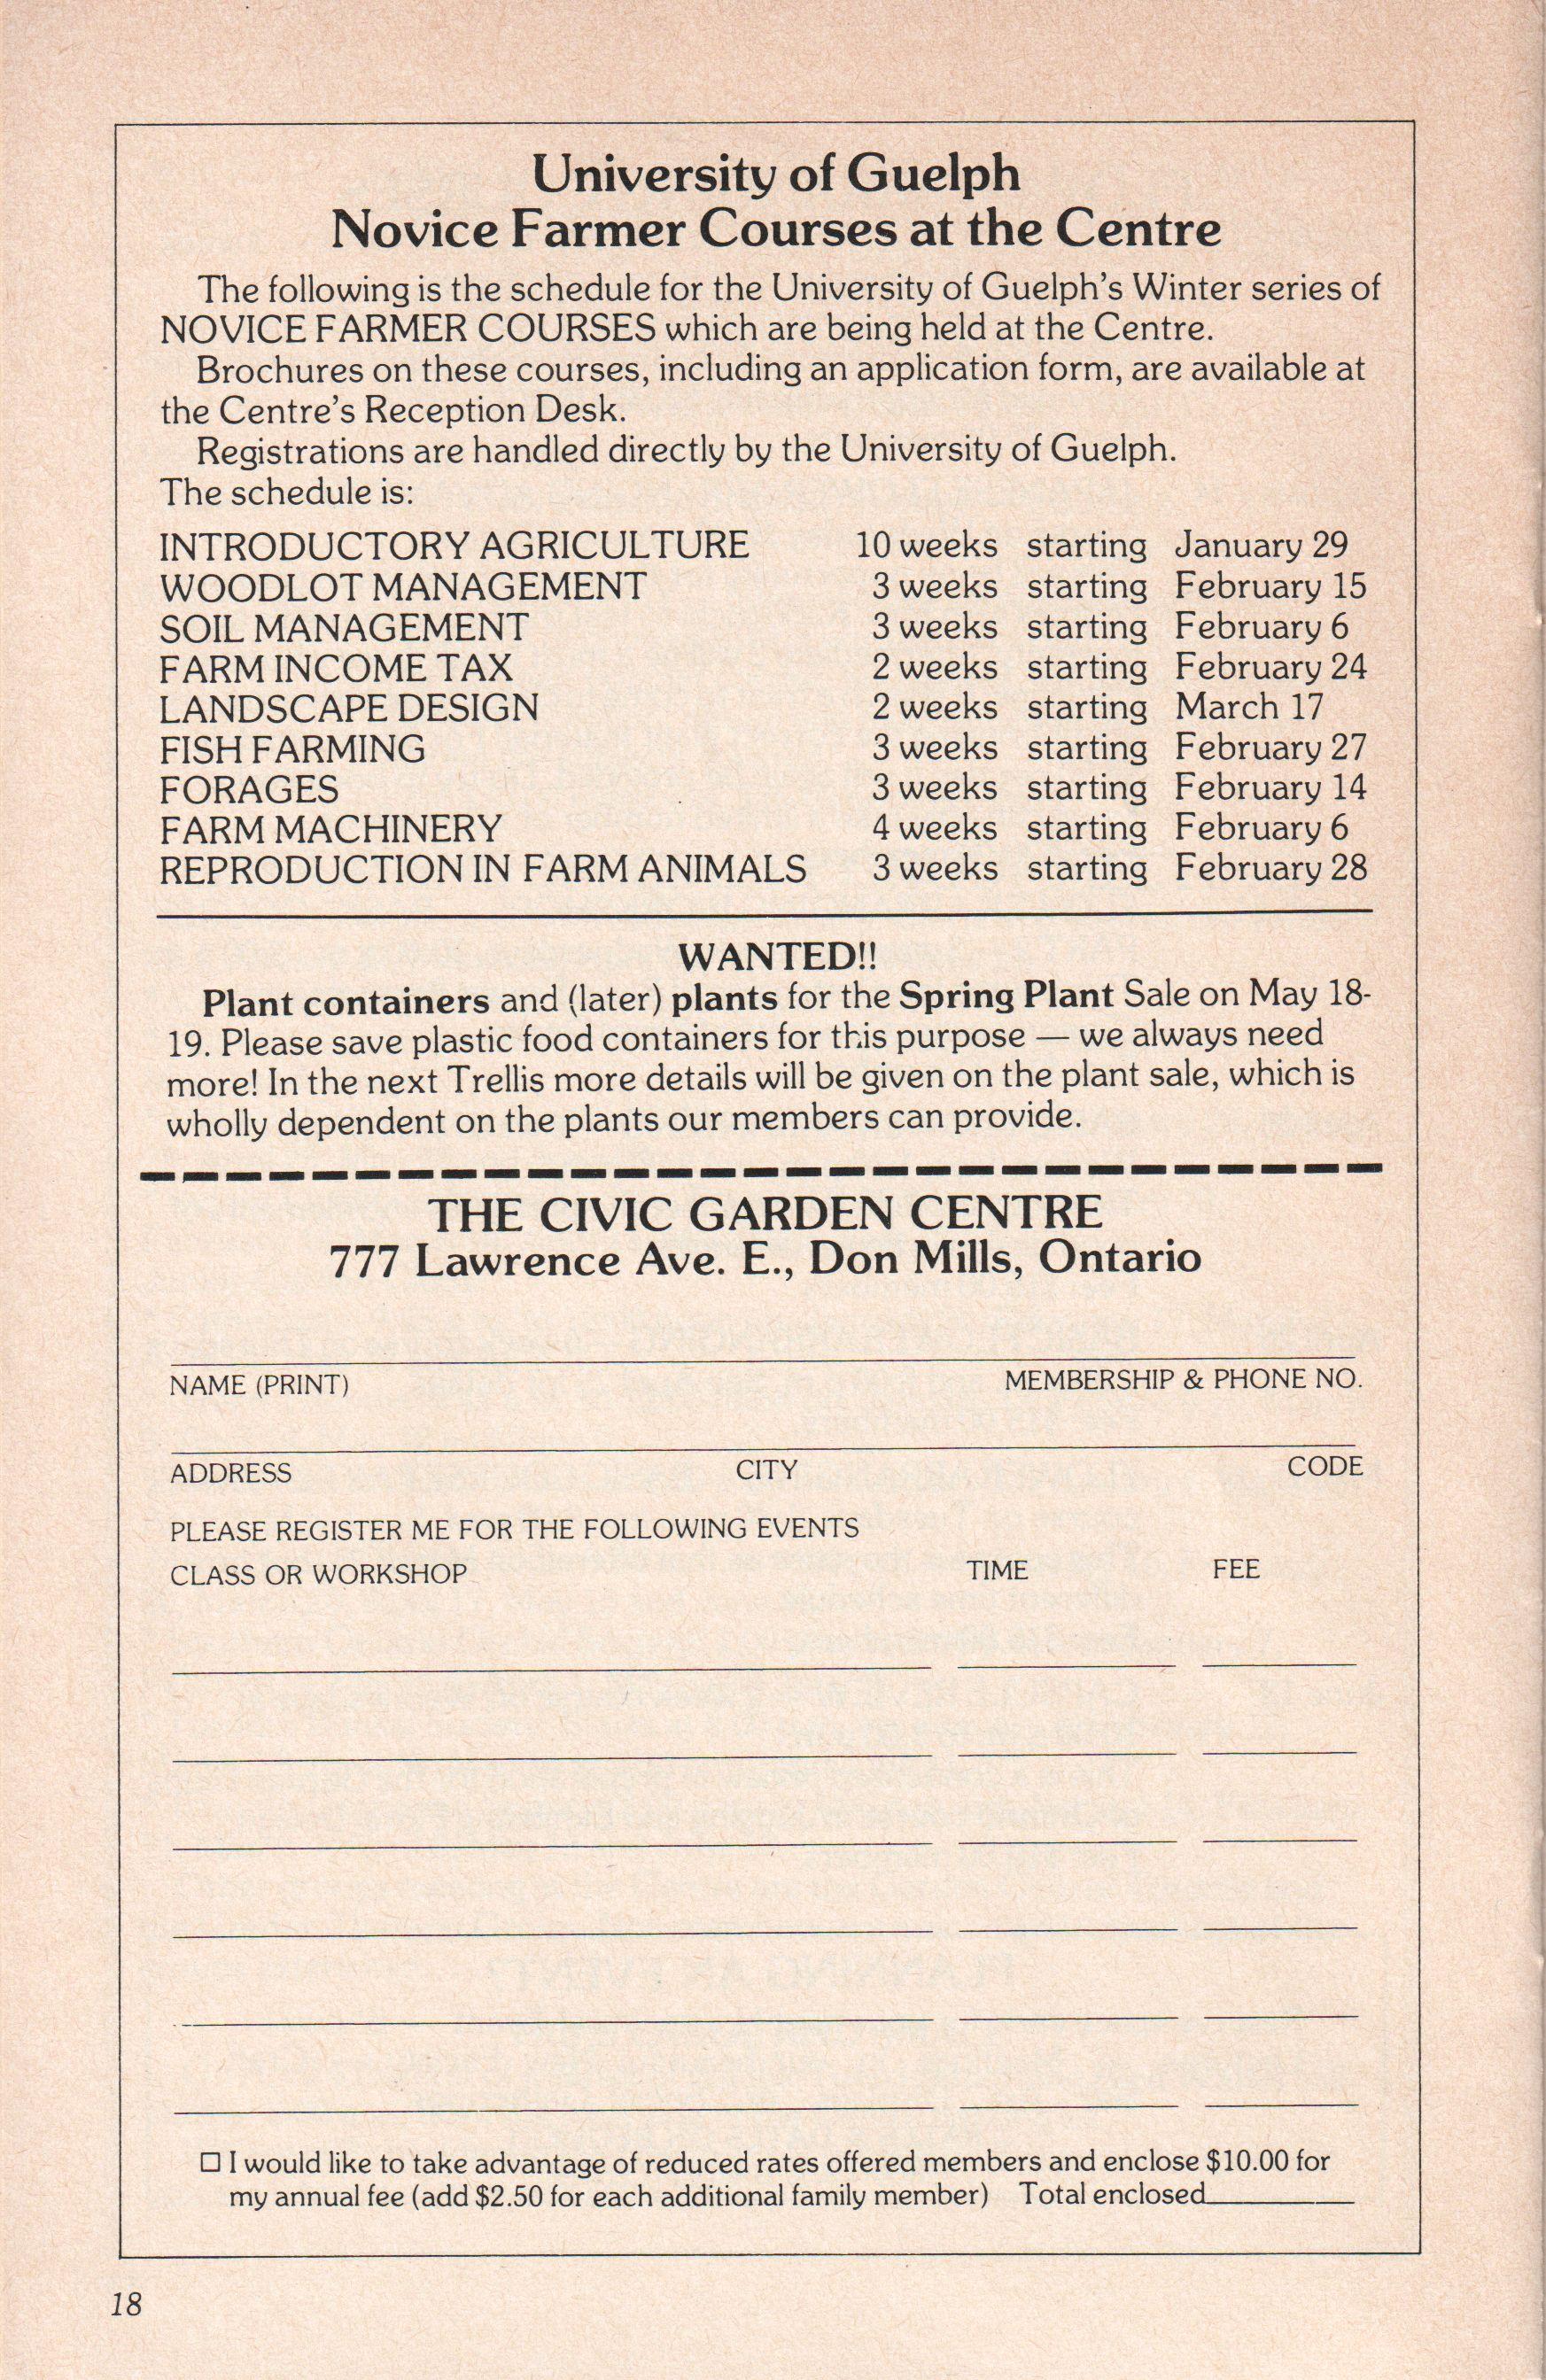 University of Guelph
Novice Farmer Courses at the Centre
The following is the schedule for the University of Guelph's Winter series of
NOVICE FARMER COURSES which are being held at the Centre.
Brochures on these courses, including an application form, are available at
the Centre's Reception Desk.
Registrations are handled directly by the University of Guelph.
The schedule is:
INTRODUCTORY AGRICULTURE 10 weeks starting January 29
WOODLOT MANAGEMENT 3 weeks starting February 15
SOIL MANAGEMENT 3 weeks starting February 6
FARM INCOME TAX 2 weeks starting February 24
LANDSCAPE DESIGN 2 weeks starting March 17
FISH FARMING 3 weeks starting February 27
FORAGES 3 weeks starting February 14
FARM MACHINERY 4 weeks starting February 6
REPRODUCTION IN FARM ANIMALS 3 weeks starting February 28
WANTED!!
Plant containers and (later) plants for the Spring Plant Sale on May 18-
19. Please save plastic food containers for this purpose — we always need
more! In the next Trellis more details will be given on the plant sale, which is
wholly dependent on the plants our members can provide.
THE CIVIC GARDEN CENTRE
777 Lawrence Ave. E., Don Mills, Ontario
NAME (PRINT) MEMBERSHIP & PHONE NO.
ADDRESS CITY CODE
PLEASE REGISTER ME FOR THE FOLLOWING EVENTS
CLASS OR WORKSHOP TIME FEE
☐ I would like to take advantage of reduced rates offered members and enclose $10.00 for
my annual fee (add $2.50 for each additional family member) Total enclosed
18